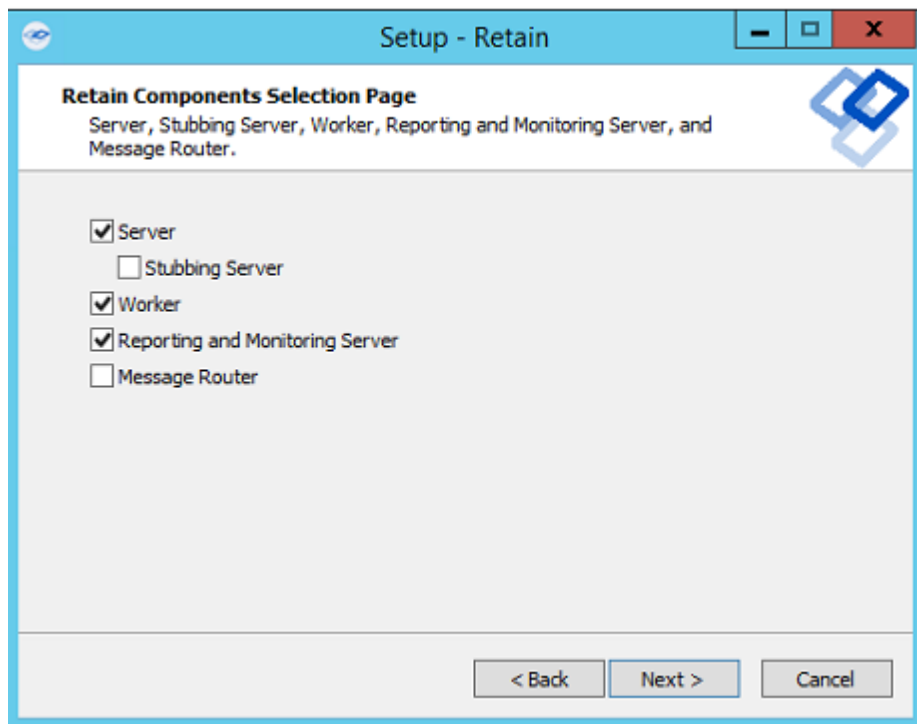 Setup - Retain
Retain Components Selection Page
Server, Stubbing Server, Worker, Reporting and Monitoring Server, and
Message Router.
Server
Stubbing Server
Worker
Reporting and Monitoring Server
Message Router
< Back Next > Cancel